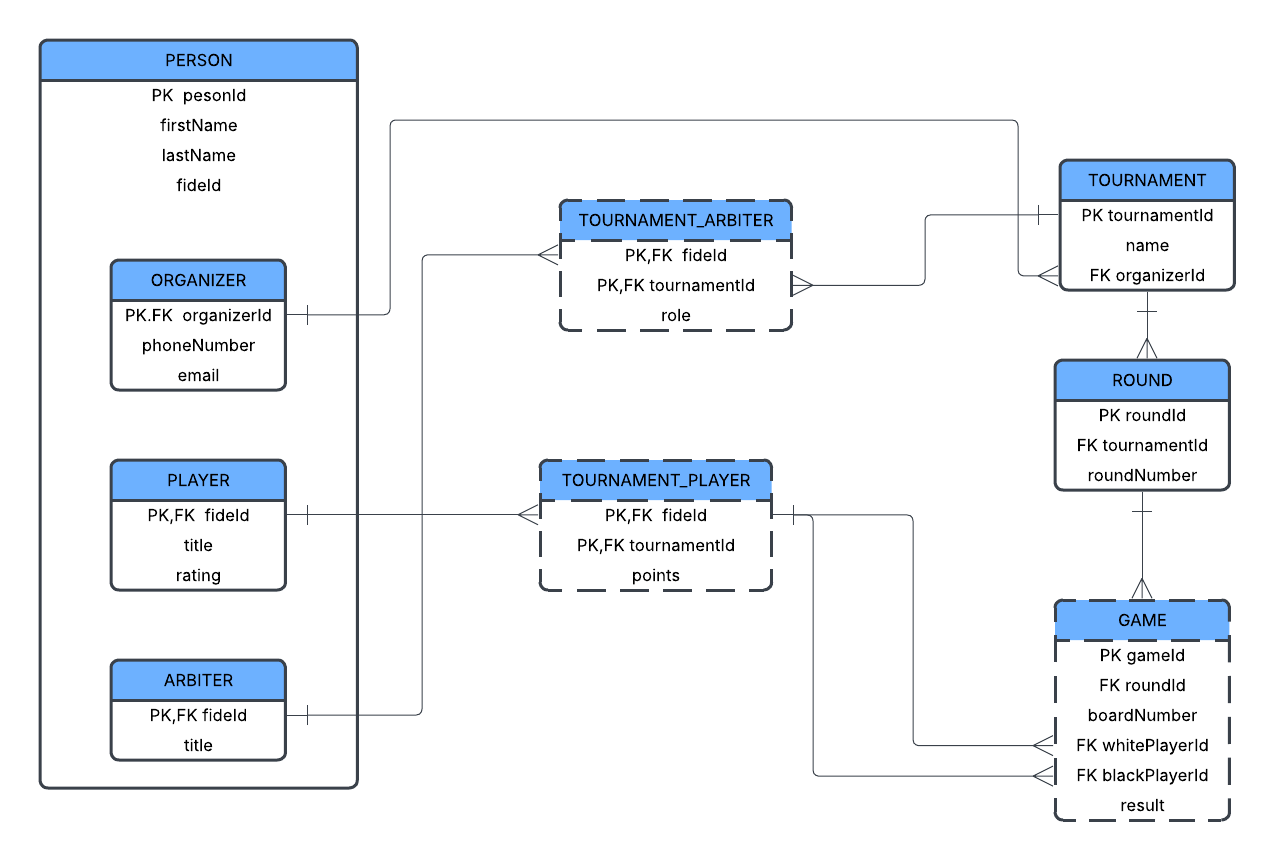 PERSON
PK pesonId
firstName
lastName
fideId
ORGANIZER
PK.FK organizerId
phoneNumber
email
PLAYER
PK,FK fideId
title
rating
ARBITER
PK,FK fideId
title
TOURNAMENT_ARBITER
PK,FK fideId
PK,FK tournamentId
role
TOURNAMENT_PLAYER
PK,FK fideId
PK,FK tournamentId
points
TOURNAMENT
PK tournamentId
name
FK organizerId
ROUND
PK roundId
FK tournamentId
roundNumber
GAME
PK gameId
FK roundId
boardNumber
FK whitePlayerId
FK blackPlayerId
result